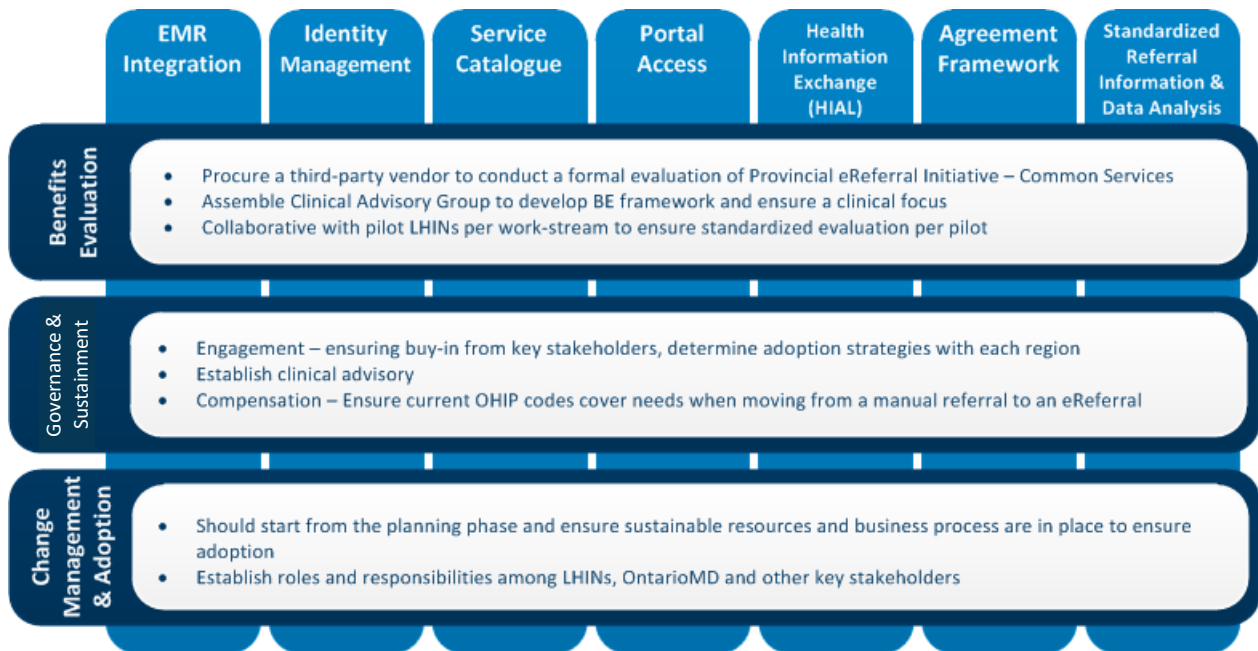 EMR
Integration
Identity
Management
Service
Catalogue
Portal
Access
Health
Information
Exchange
(HIAL)
Agreement
Framework
Standardized
Referral
Information &
Data Analysis
Benefits
Evaluation
• Procure a third-party vendor to conduct a formal evaluation of Provincial eReferral Initiative – Common Services
• Assemble Clinical Advisory Group to develop BE framework and ensure a clinical focus
• Collaborative with pilot LHINs per work-stream to ensure standardized evaluation per pilot
Governance &
Sustainment
• Engagement – ensuring buy-in from key stakeholders, determine adoption strategies with each region
• Establish clinical advisory
• Compensation – Ensure current OHIP codes cover needs when moving from a manual referral to an eReferral
Change
Management
& Adoption
• Should start from the planning phase and ensure sustainable resources and business process are in place to ensure
adoption
• Establish roles and responsibilities among LHINs, OntarioMD and other key stakeholders